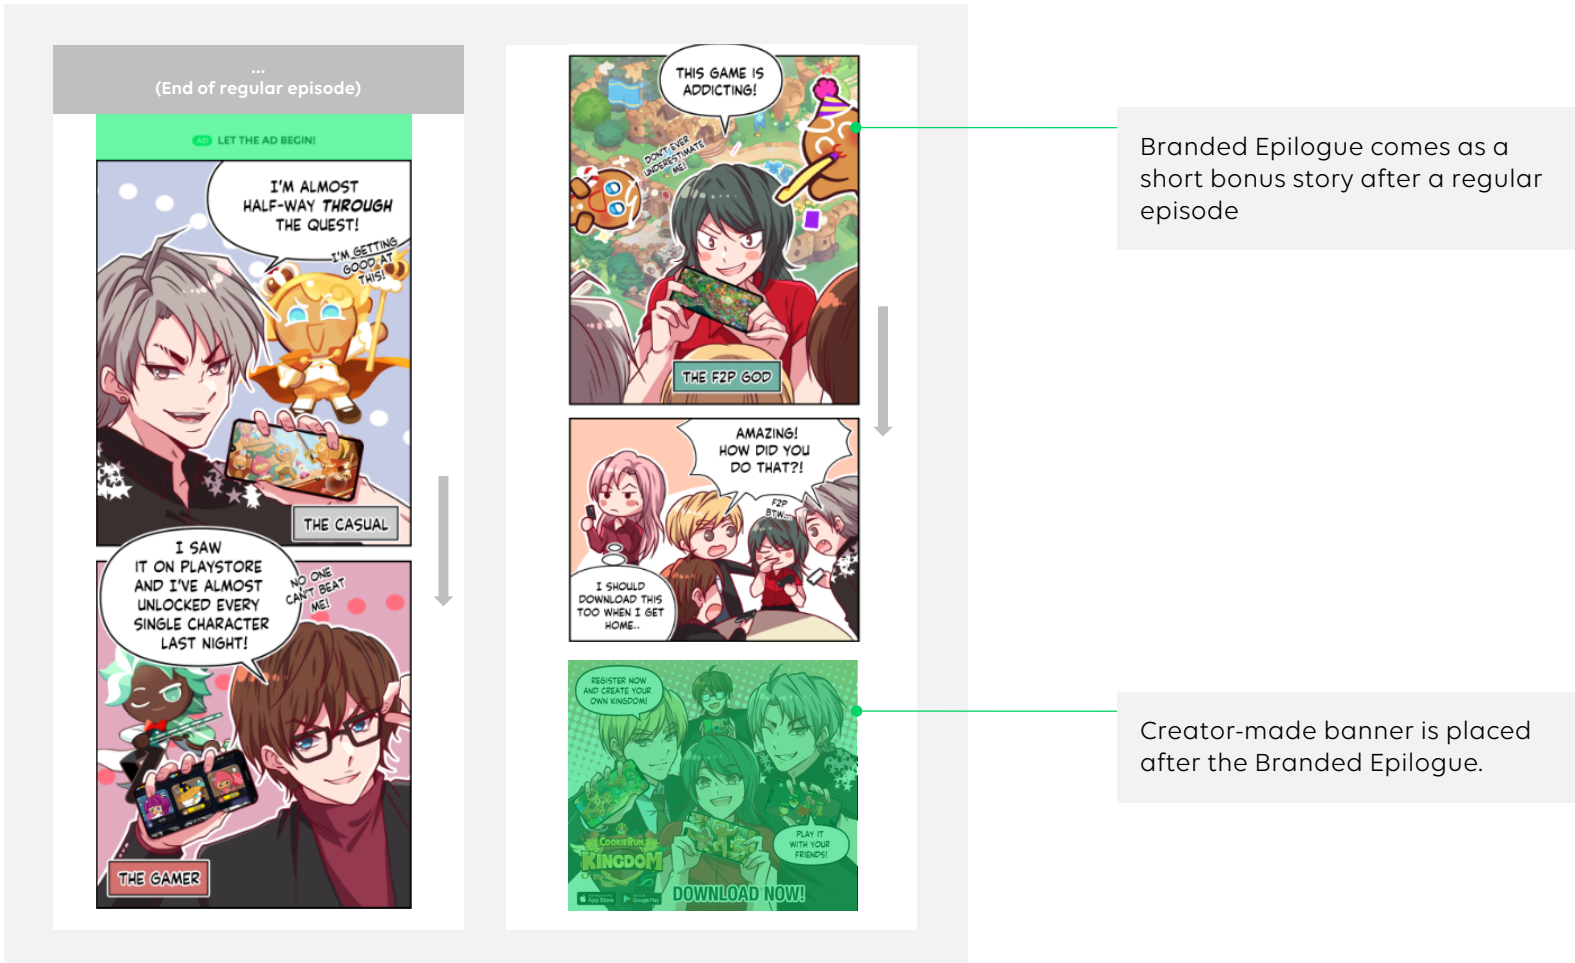 ...
(End of regular episode)
AD LET THE AD BEGIN!
I'M ALMOST
HALF-WAY THROUGH
THE QUEST!
I'M GETTING
GOOD AT
THIS!
THE CASUAL
I SAW
IT ON PLAYSTORE
AND I'VE ALMOST
UNLOCKED EVERY
SINGLE CHARACTER
LAST NIGHT!
NO ONE
CAN'T BEAT
ME!
THE GAMER
THIS GAME IS
ADDICTING!
DON'T EVER
UNDERESTIMATE
ME!
THE F2P GOD
AMAZING!
HOW DID YOU
DO THAT?!
F2P
BTW...
I SHOULD
DOWNLOAD THIS
TOO WHEN I GET
HOME..
REGISTER NOW
AND CREATE YOUR
OWN KINGDOM!
PLAY IT
WITH YOUR
FRIENDS!
COOKIERUN
KINGDOM
App Store
Google Play
DOWNLOAD NOW!
Branded Epilogue comes as a
short bonus story after a regular
episode
Creator-made banner is placed
after the Branded Epilogue.